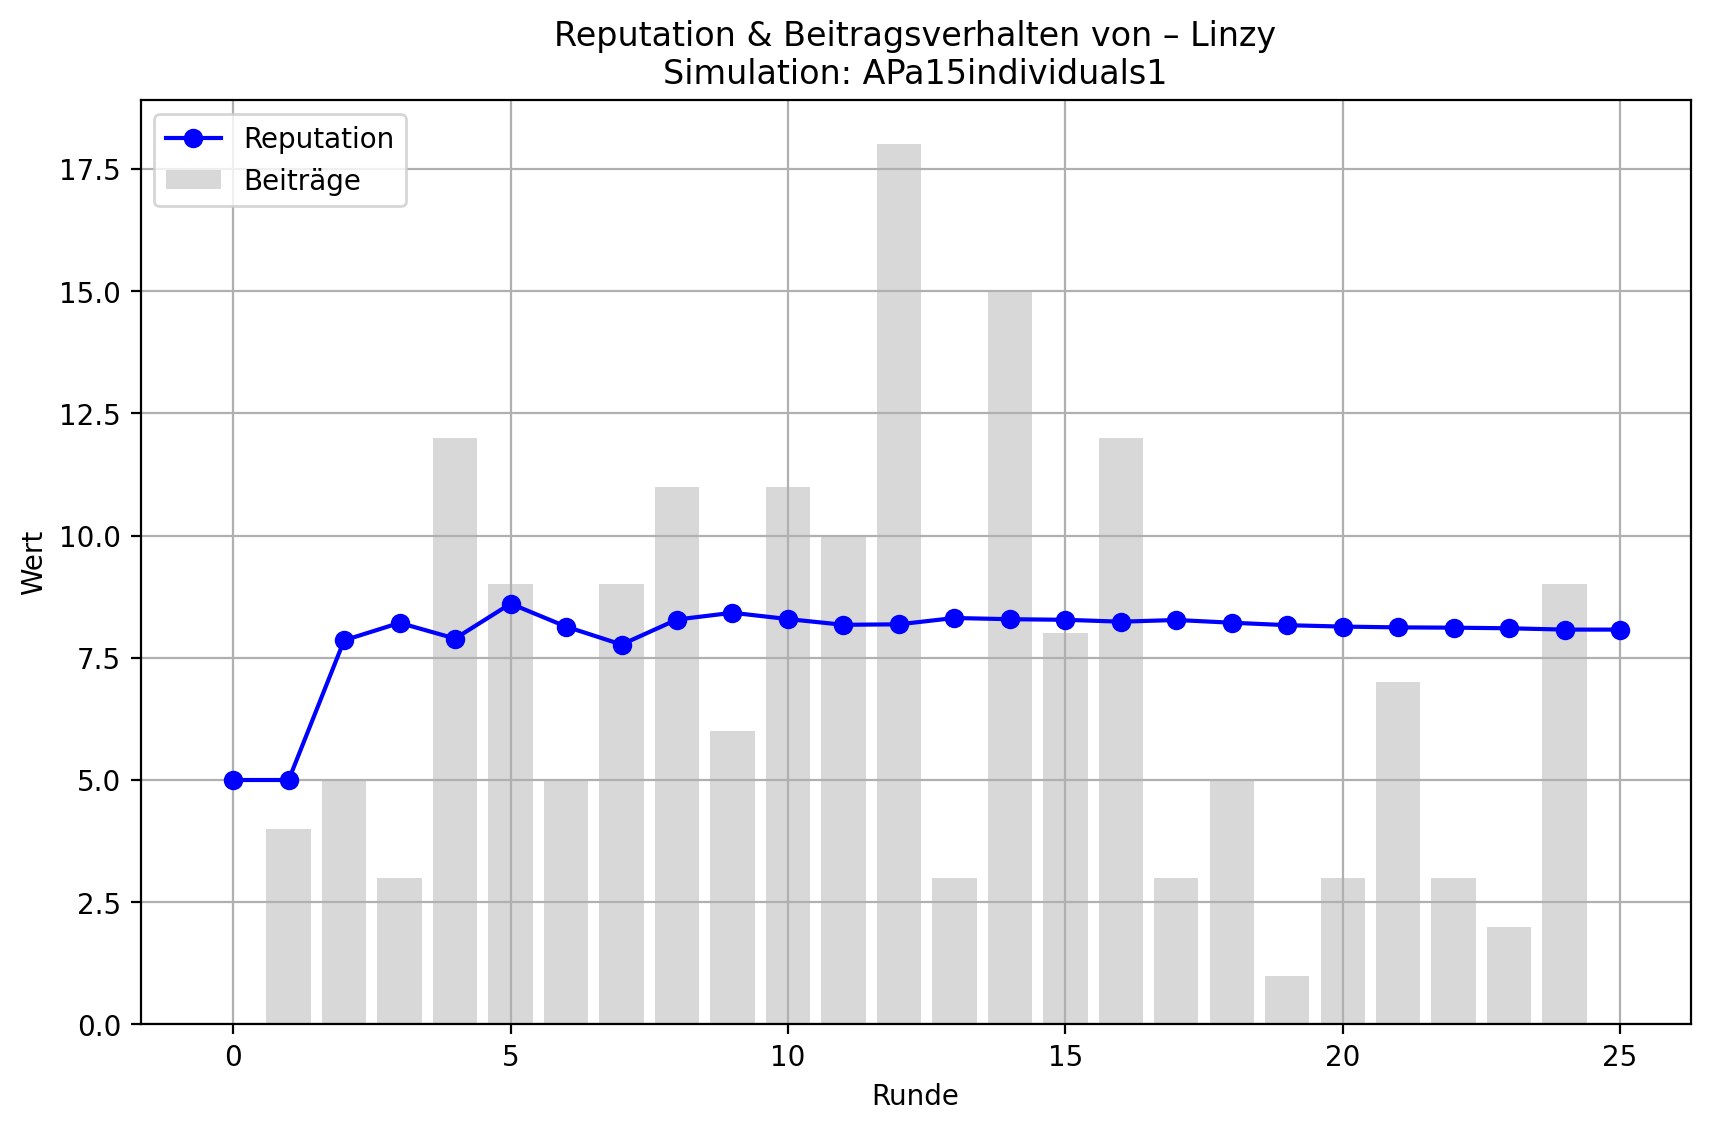 Reputation & Beitragsverhalten von – Linzy
Simulation: APa15individuals1
Reputation
Beiträge
17.5
15.0
12.5
10.0
7.5
5.0
2.5
0.0
Wert
0 5 10 15 20 25
Runde